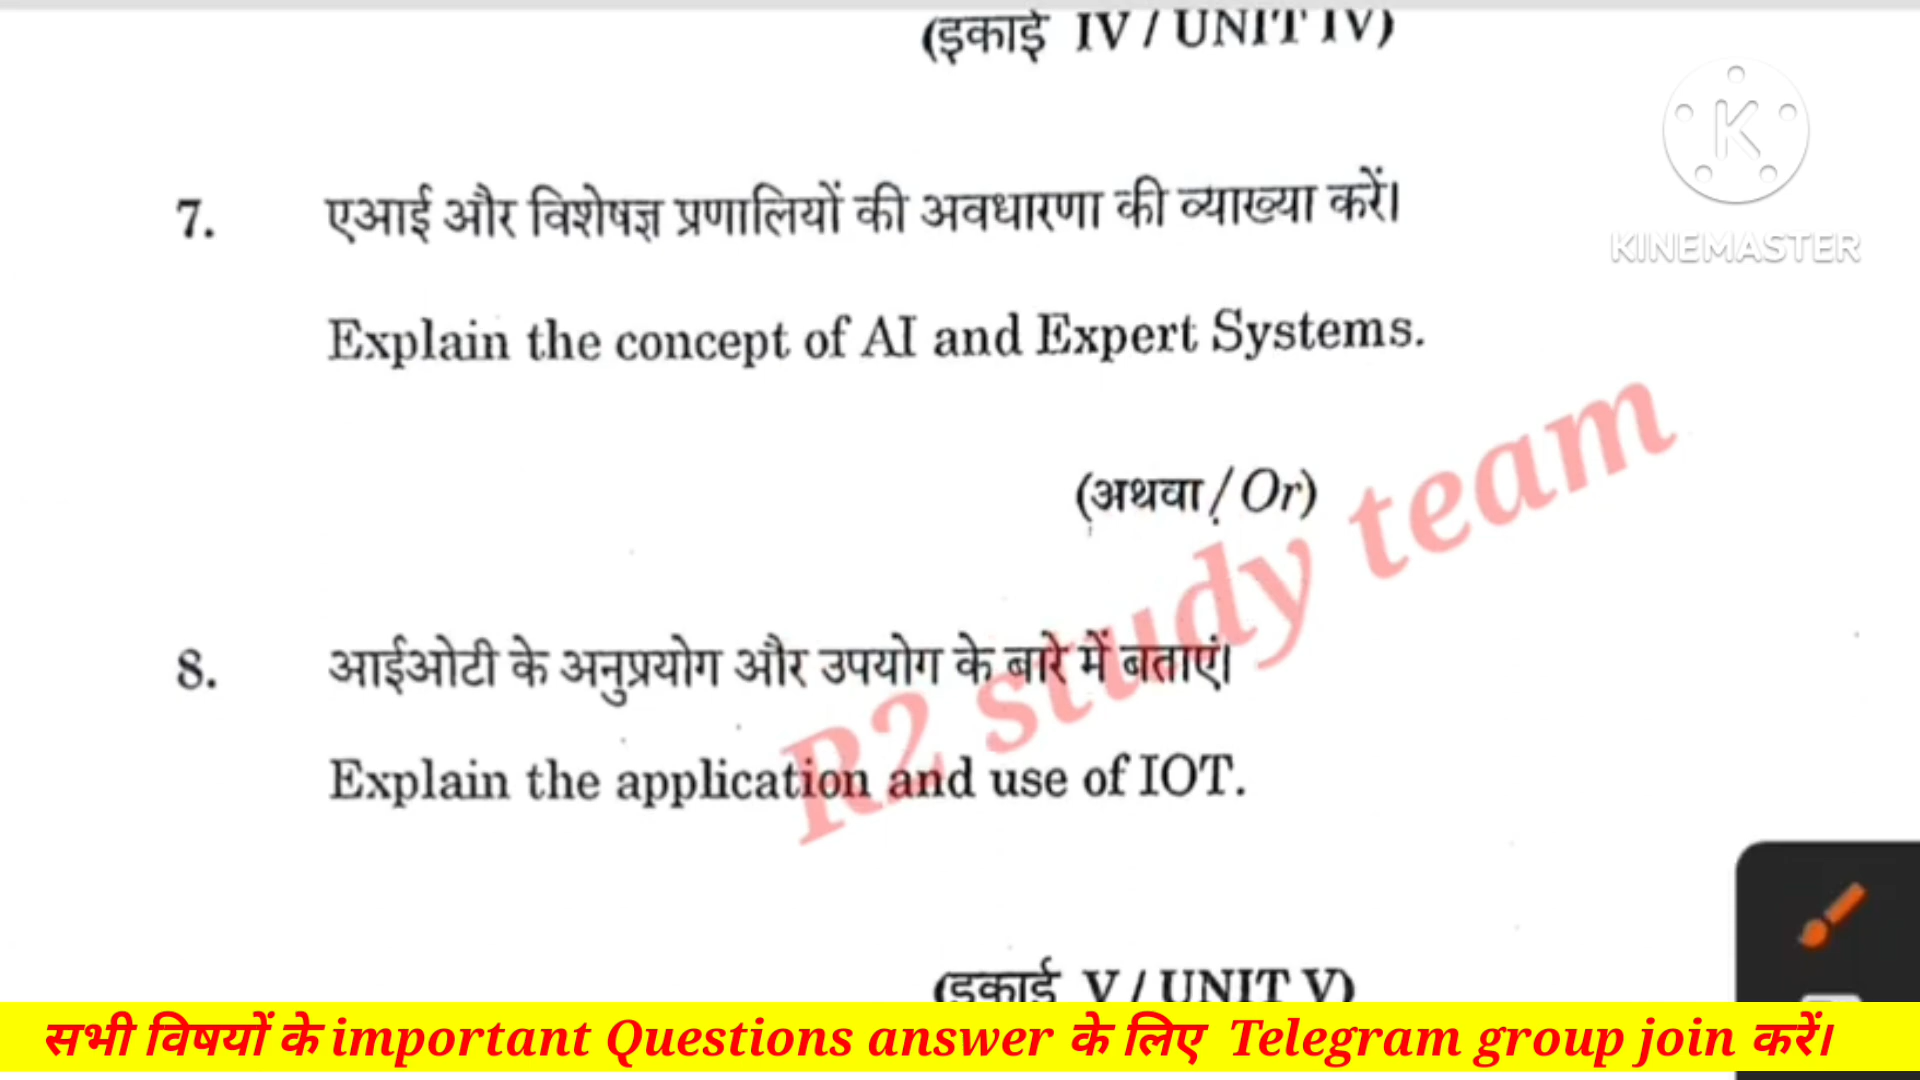 (इकाई IV / UNIT IV)
KINEMASTER
7. एआई और विशेषज्ञ प्रणालियों की अवधारणा की व्याख्या करें।
Explain the concept of AI and Expert Systems.
(अथवा / Or)
R2 study team
8. आईओटी के अनुप्रयोग और उपयोग के बारे में बताएं।
Explain the application and use of IOT.
(इकाई V / UNIT V)
सभी विषयों के important Questions answer के लिए Telegram group join करें।